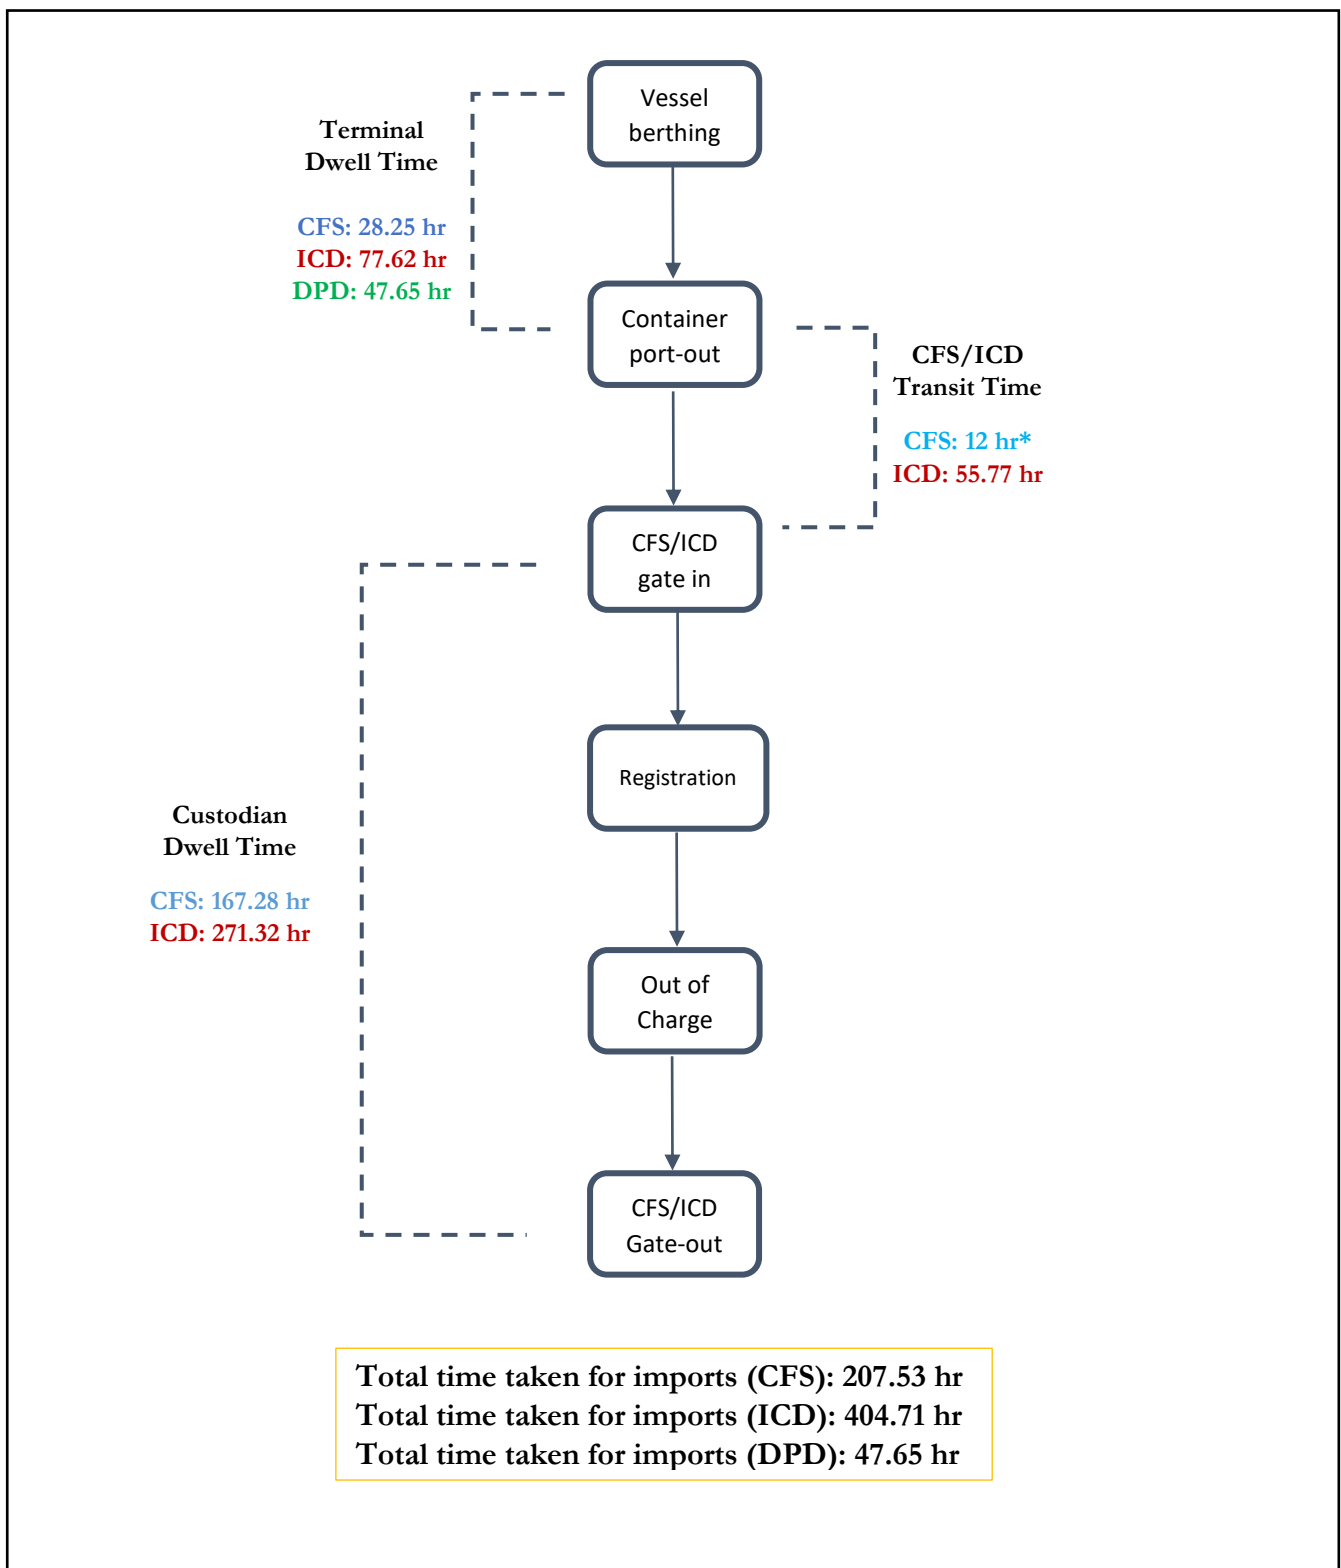 Vessel
berthing
Terminal
Dwell Time
CFS: 28.25 hr
ICD: 77.62 hr
DPD: 47.65 hr
Container
port-out
CFS/ICD
Transit Time
CFS: 12 hr*
ICD: 55.77 hr
CFS/ICD
gate in
Registration
Custodian
Dwell Time
CFS: 167.28 hr
ICD: 271.32 hr
Out of
Charge
CFS/ICD
Gate-out
Total time taken for imports (CFS): 207.53 hr
Total time taken for imports (ICD): 404.71 hr
Total time taken for imports (DPD): 47.65 hr